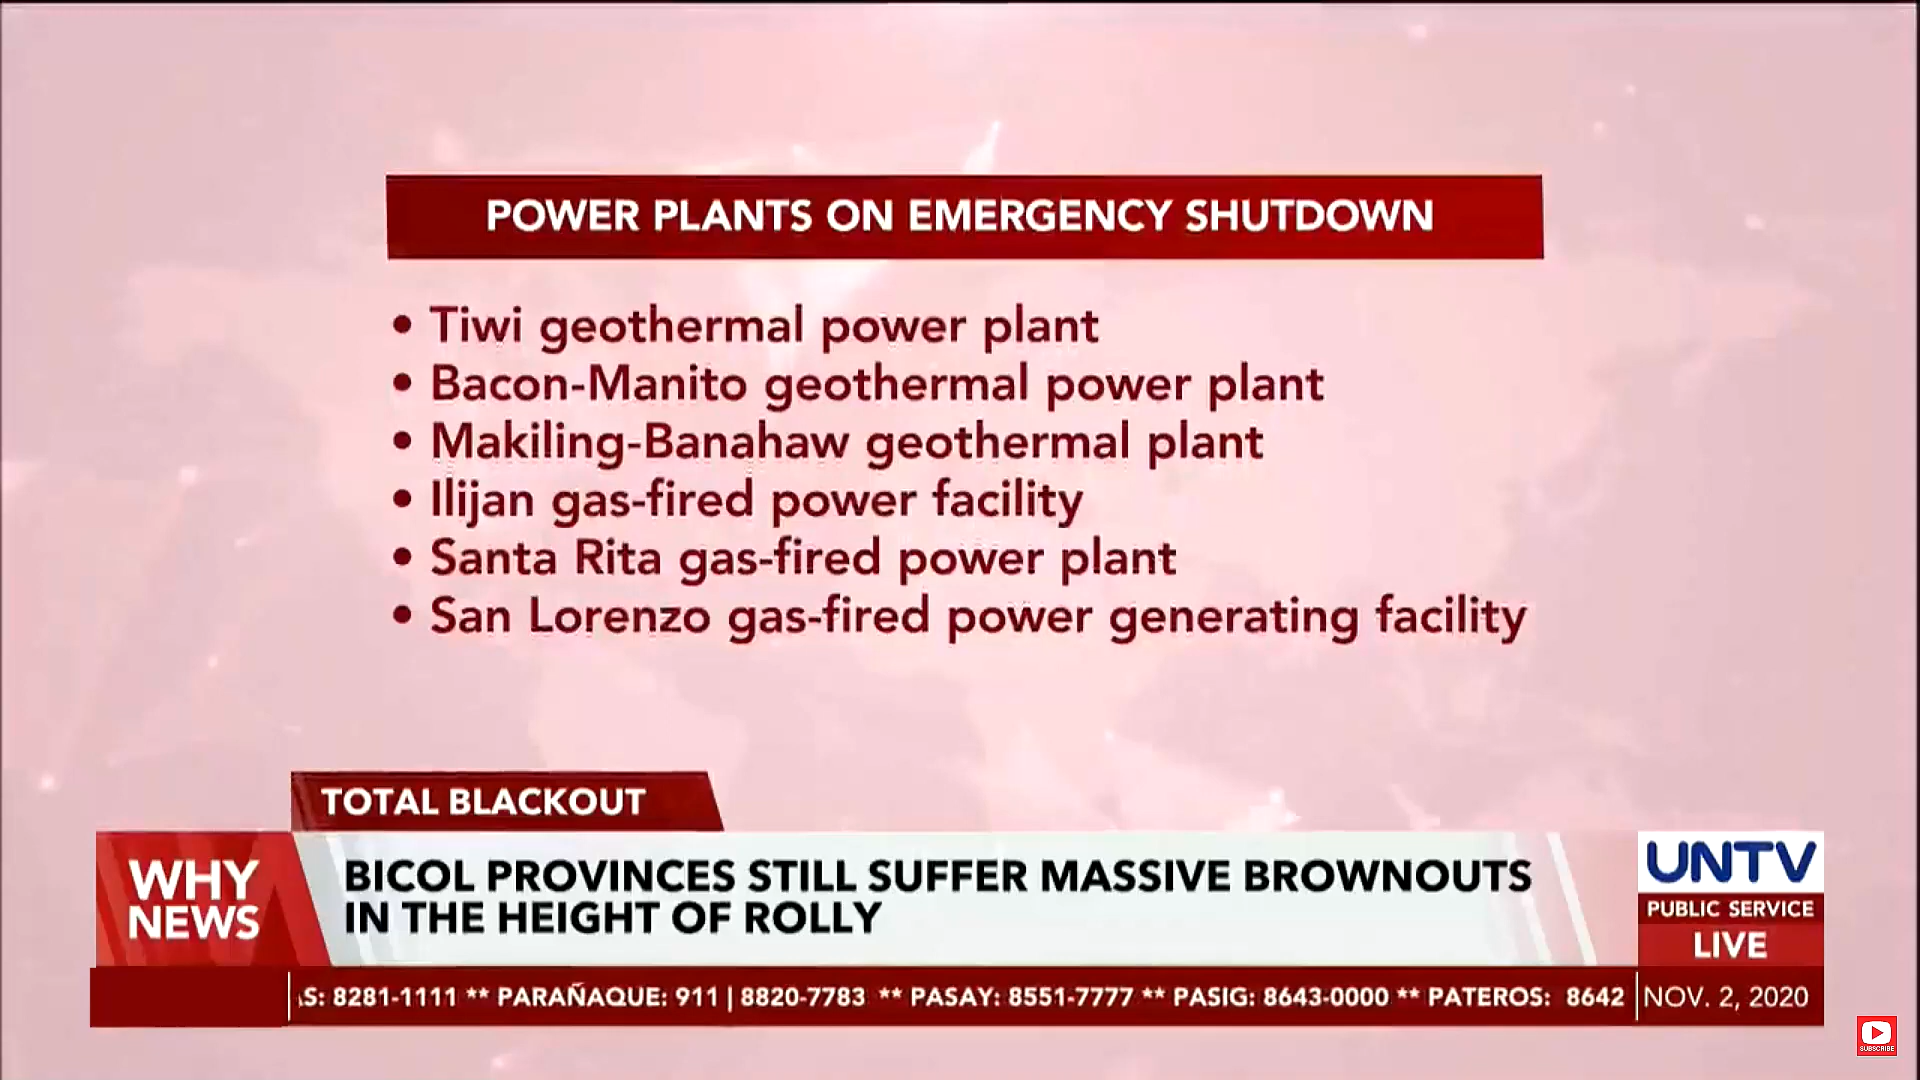 POWER PLANTS ON EMERGENCY SHUTDOWN
• Tiwi geothermal power plant
• Bacon-Manito geothermal power plant
• Makiling-Banahaw geothermal plant
• Ilijan gas-fired power facility
• Santa Rita gas-fired power plant
• San Lorenzo gas-fired power generating facility
TOTAL BLACKOUT
WHY
NEWS
BICOL PROVINCES STILL SUFFER MASSIVE BROWNOUTS
IN THE HEIGHT OF ROLLY
UNTV
PUBLIC SERVICE
LIVE
S: 8281-1111 ** PARAÑAQUE: 911 | 8820-7783 ** PASAY: 8551-7777 ** PASIG: 8643-0000 ** PATEROS: 8642
NOV. 2, 2020
SUBSCRIBE